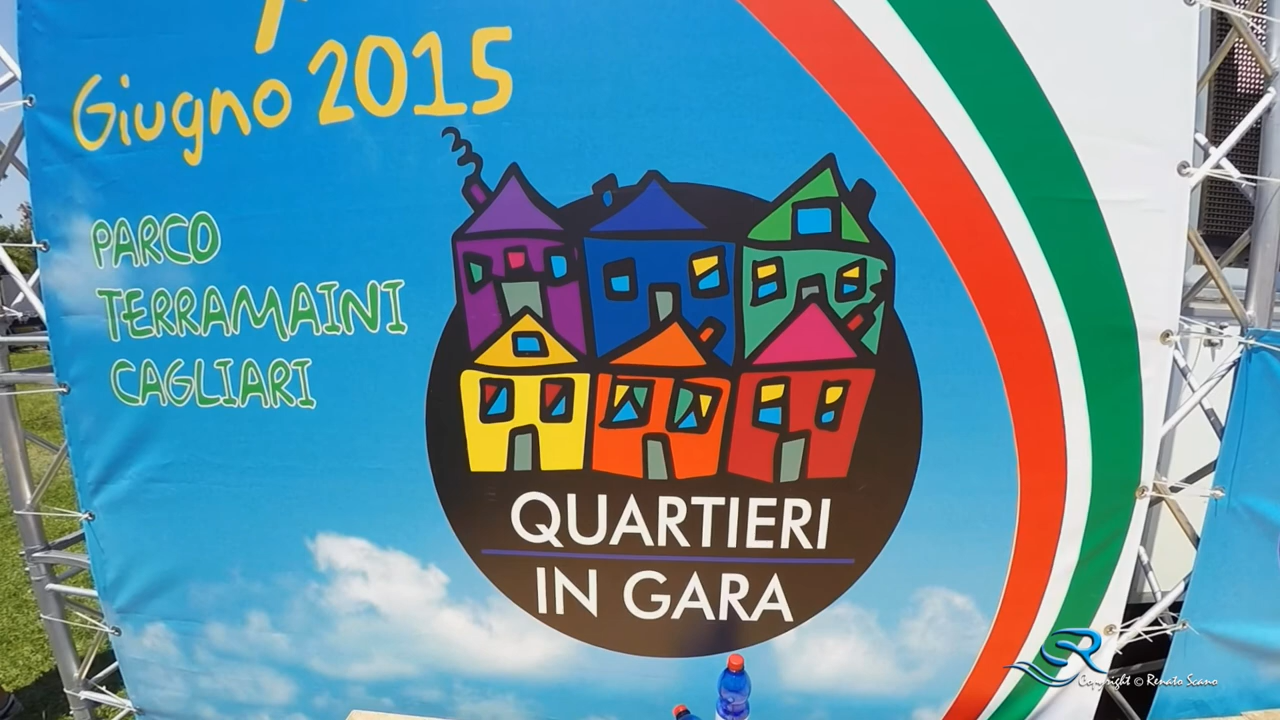 Giugno 2015
PARCO
TERRAMAINI
CAGLIARI
QUARTIERI
IN GARA
Copyright © Renato Scano